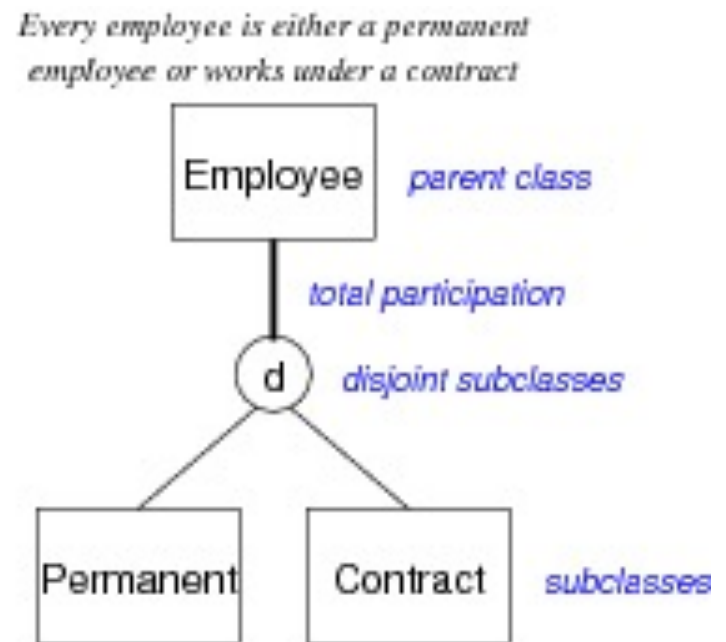 Every employee is either a permanent
employee or works under a contract
Employee
parent class
total participation
d
disjoint subclasses
Permanent
Contract
subclasses